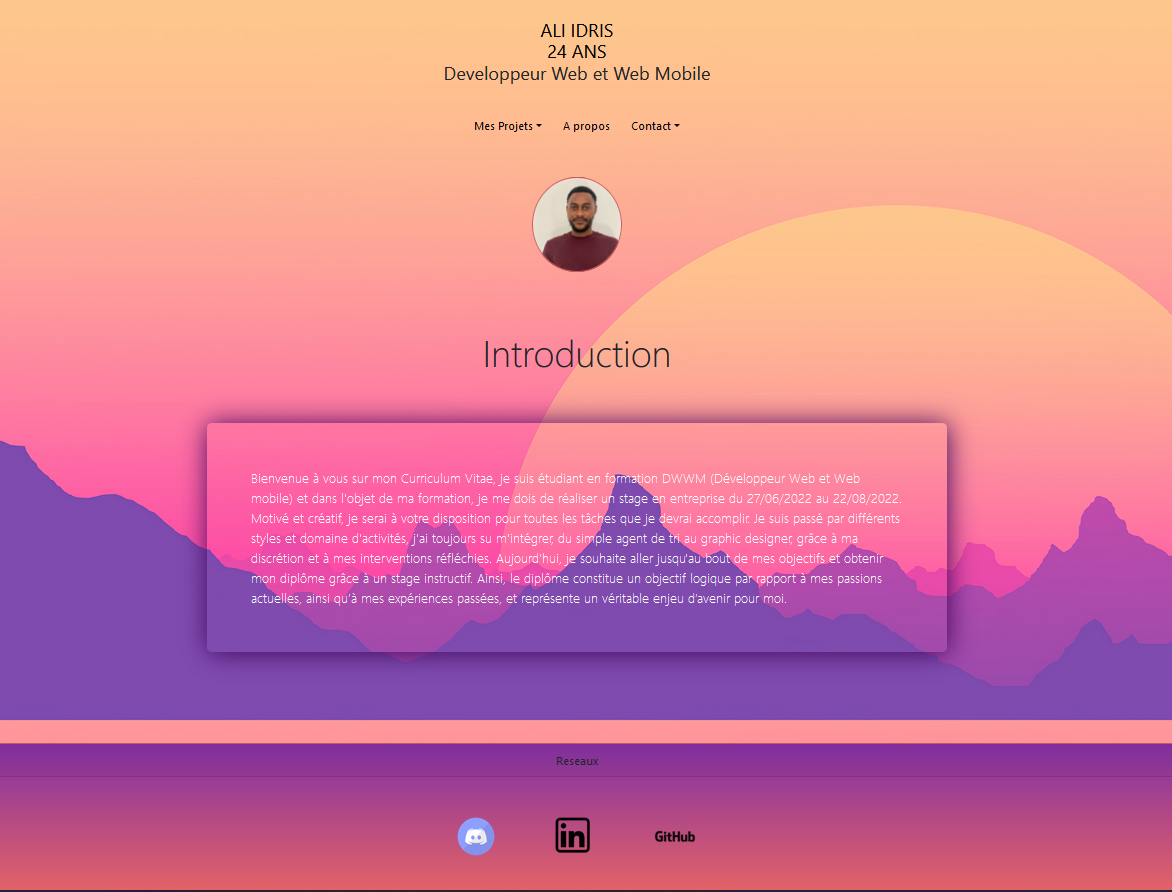 ALI IDRIS
24 ANS
Developpeur Web et Web Mobile
Mes Projets A propos Contact
Introduction
Bienvenue à vous sur mon Curriculum Vitae, je suis étudiant en formation DWWM (Développeur Web et Web
mobile) et dans l'objet de ma formation, je me dois de réaliser un stage en entreprise du 27/06/2022 au 22/08/2022.
Motivé et créatif, je serai à votre disposition pour toutes les tâches que je devrai accomplir. Je suis passé par différents
styles et domaine d'activités, j'ai toujours su m'intégrer, du simple agent de tri au graphic designer, grâce à ma
discrétion et à mes interventions réfléchies. Aujourd'hui, je souhaite aller jusqu'au bout de mes objectifs et obtenir
mon diplôme grâce à un stage instructif. Ainsi, le diplôme constitue un objectif logique par rapport à mes passions
actuelles, ainsi qu'à mes expériences passées, et représente un véritable enjeu d'avenir pour moi.
Reseaux
in GitHub